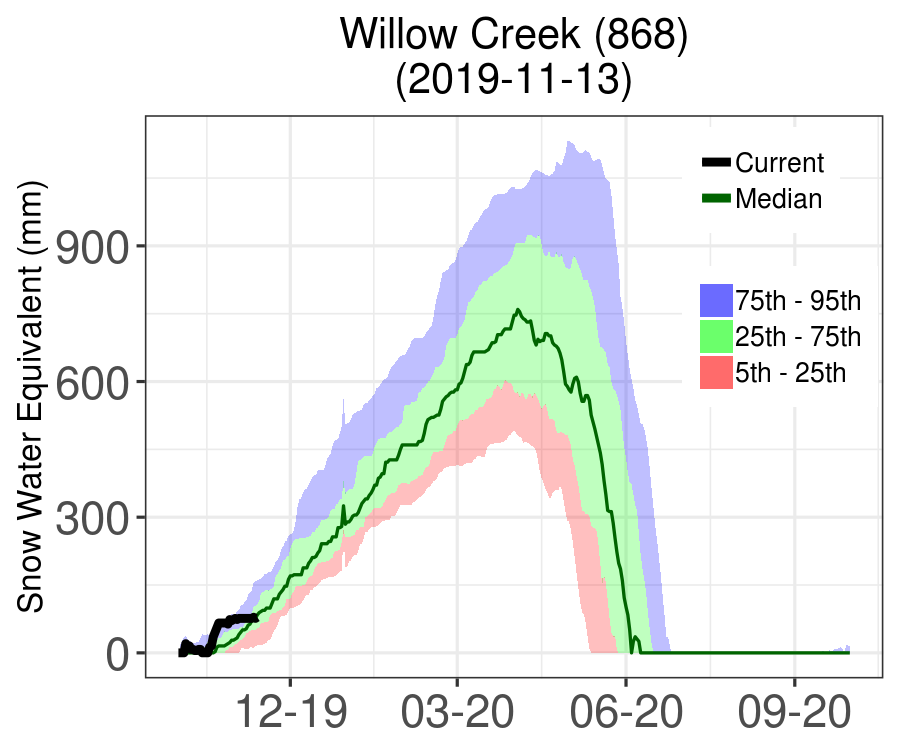 Willow Creek (868)
(2019-11-13)
Snow Water Equivalent (mm)
900
600
300
0
12-19 03-20 06-20 09-20
Current
Median
75th - 95th
25th - 75th
5th - 25th